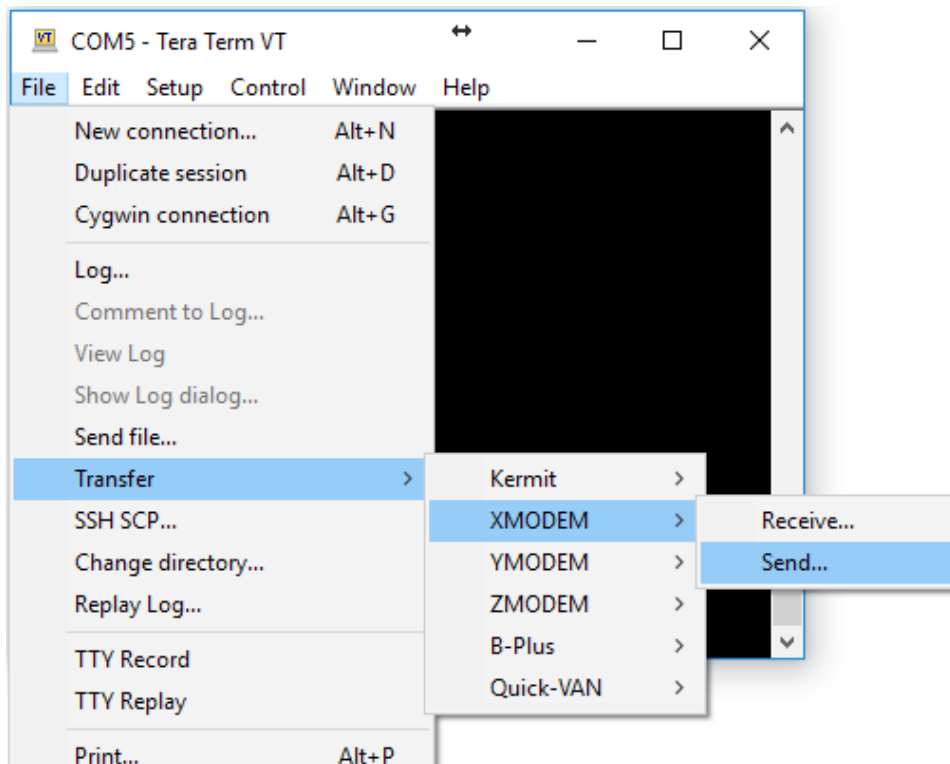 VT COM5 - Tera Term VT
File Edit Setup Control Window Help
New connection... Alt+N
Duplicate session Alt+D
Cygwin connection Alt+G
Log...
Comment to Log...
View Log
Show Log dialog...
Send file...
Transfer
SSH SCP...
Change directory...
Replay Log...
TTY Record
TTY Replay
Print... Alt+P
Kermit
XMODEM
YMODEM
ZMODEM
B-Plus
Quick-VAN
Receive...
Send...